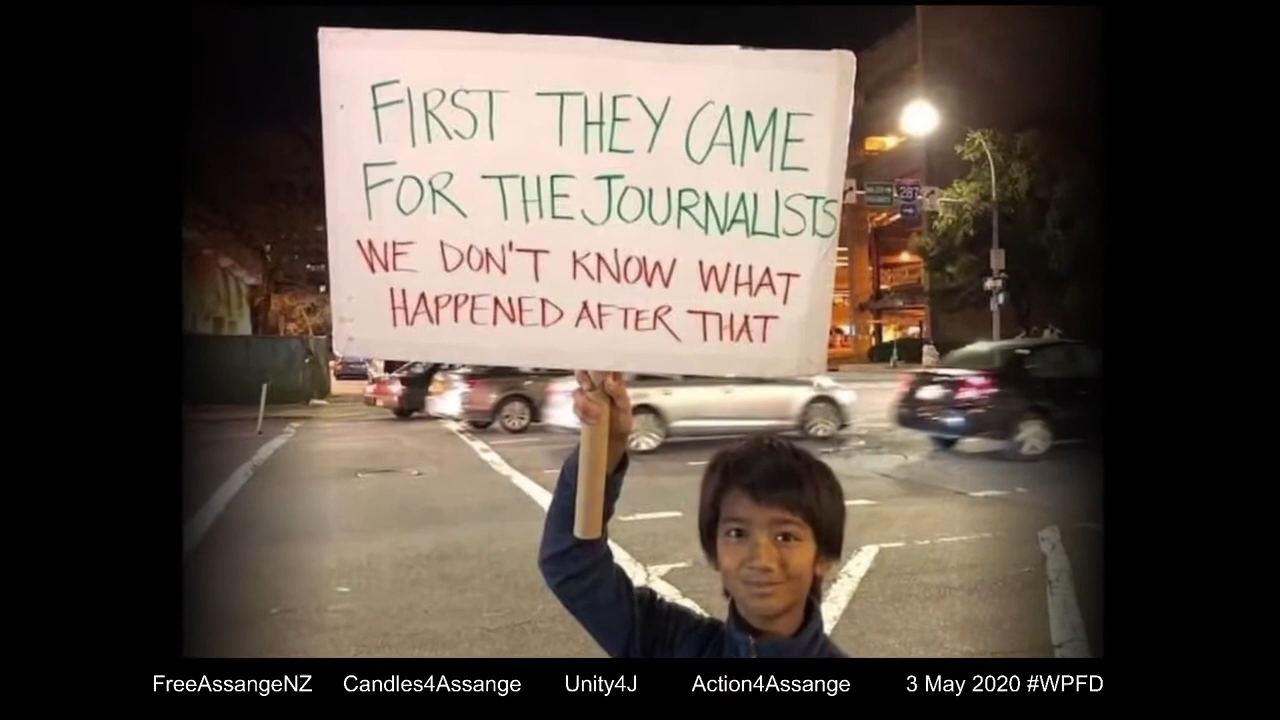 FIRST THEY CAME
FOR THE JOURNALISTS
WE DON'T KNOW WHAT
HAPPENED AFTER THAT
287
FreeAssangeNZ Candles4Assange Unity4J Action4Assange 3 May 2020 #WPFD